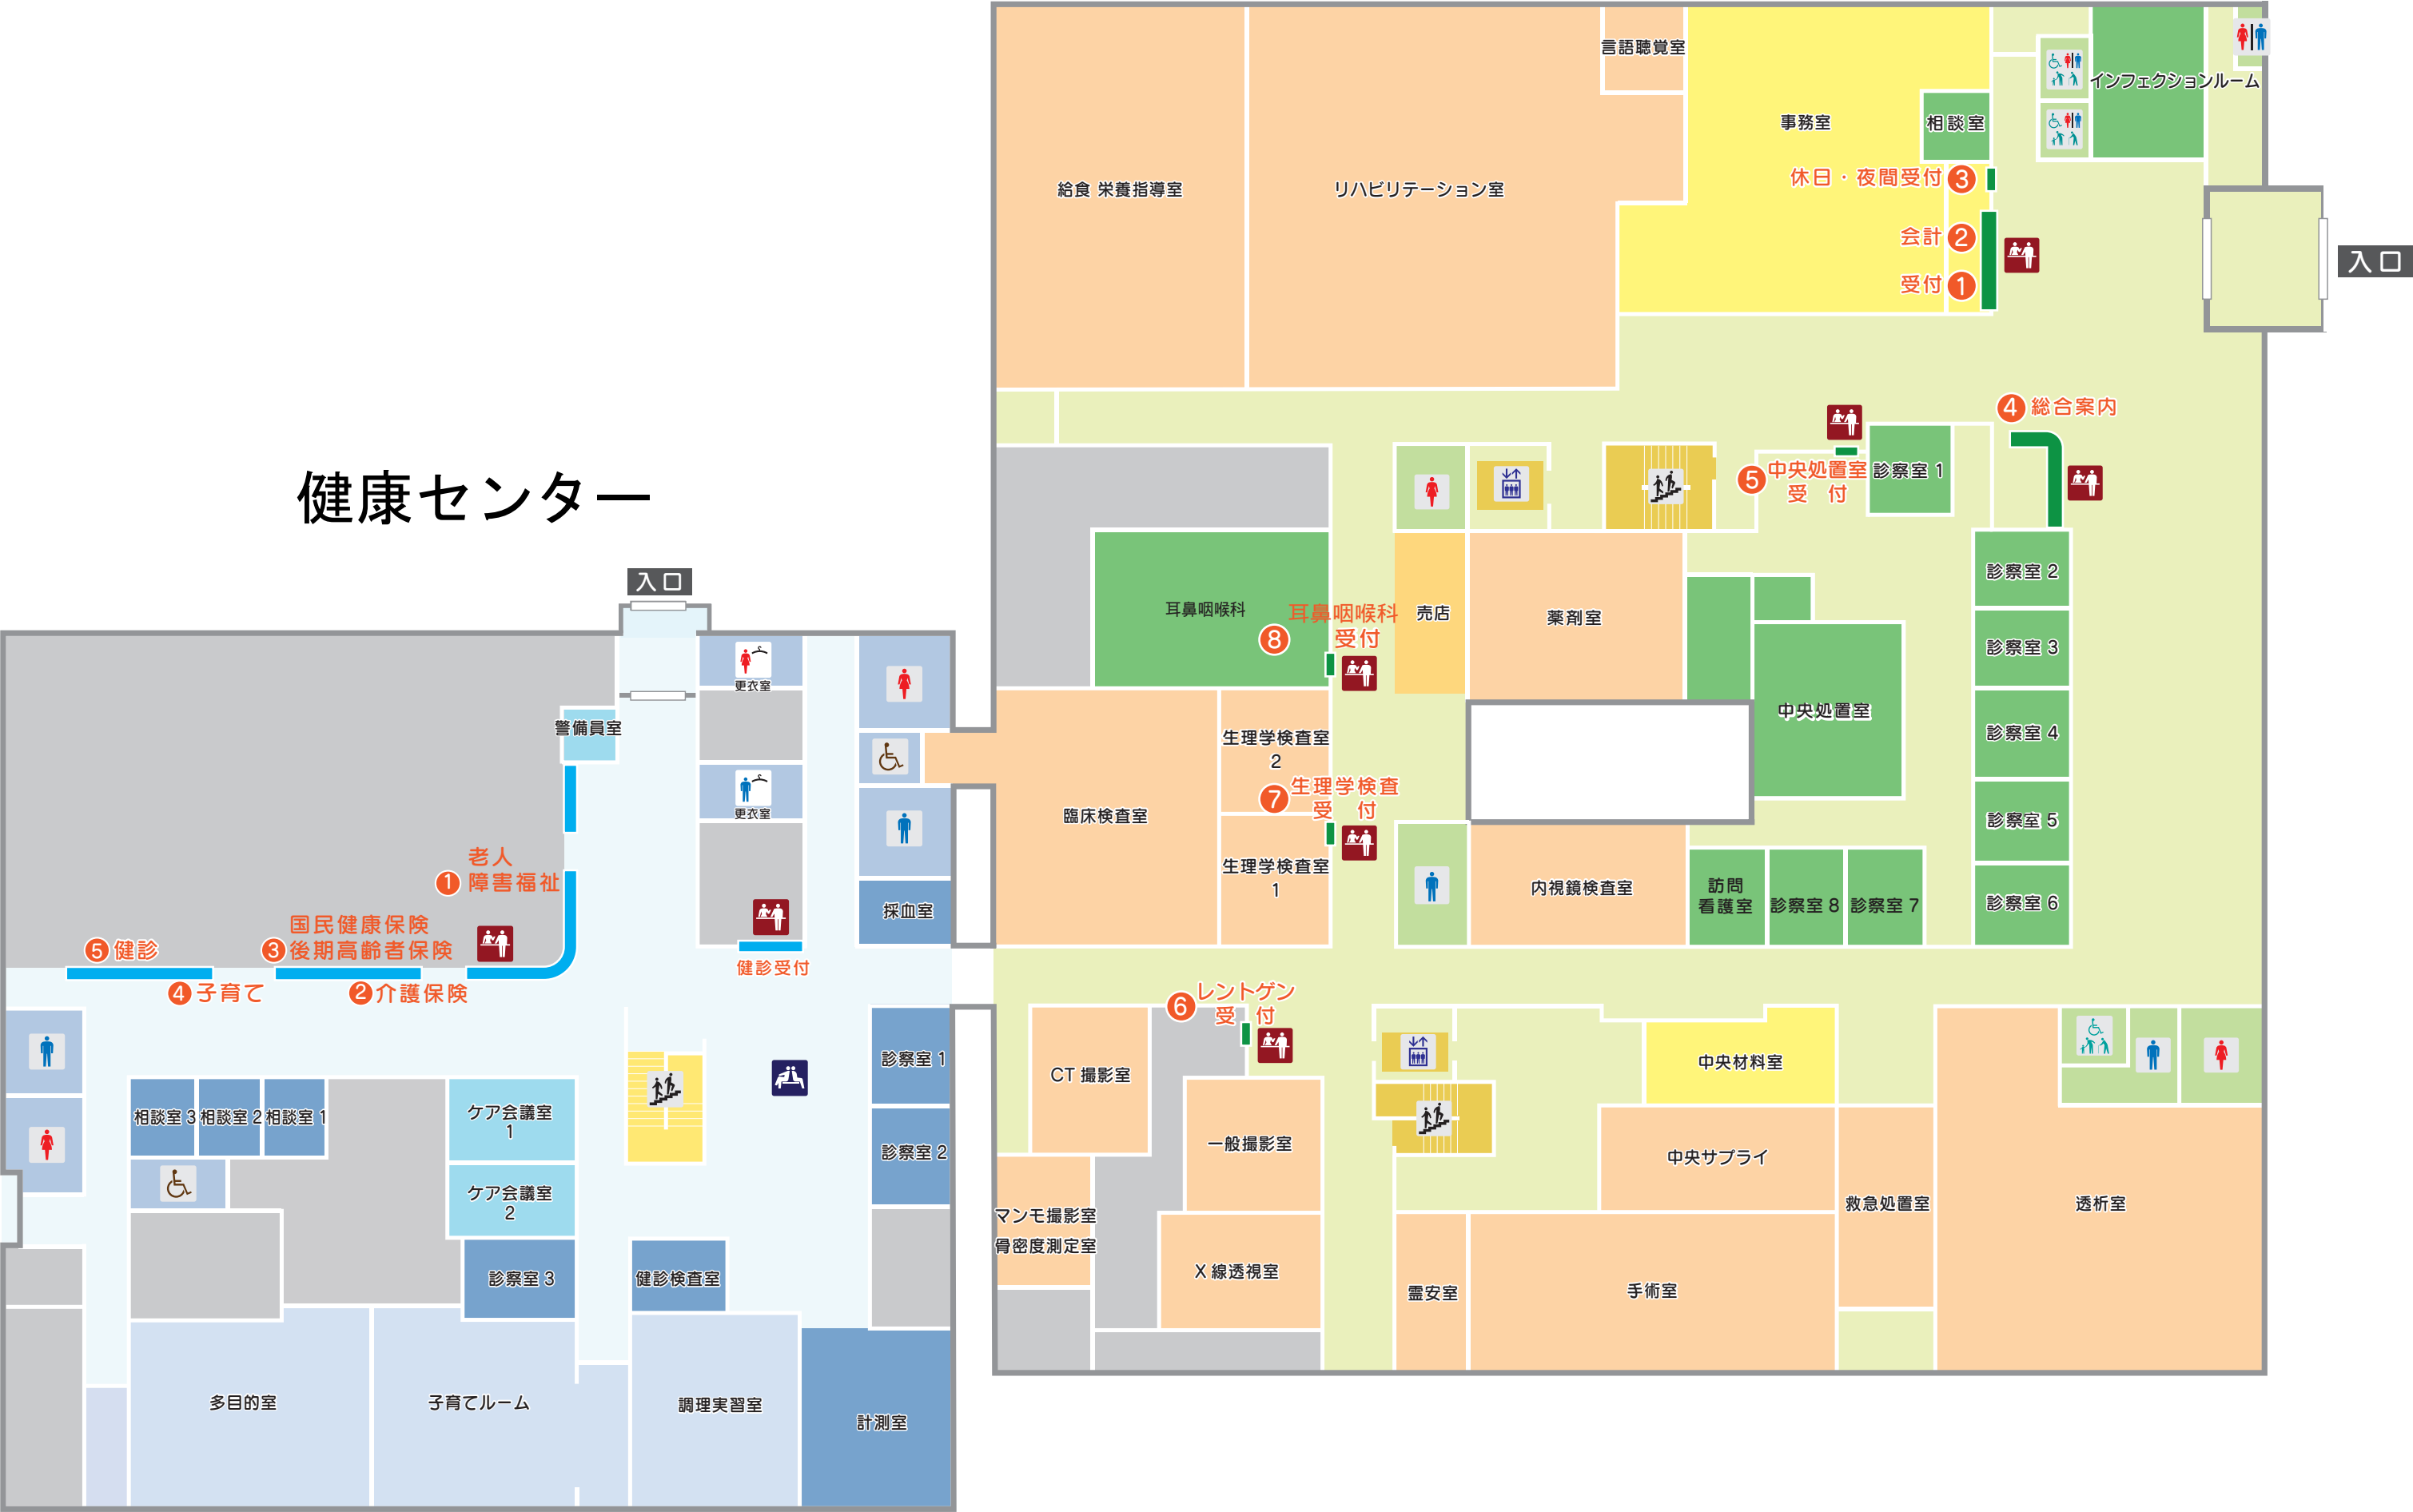 言語聴覚室
インフェクションルーム
事務室
相談室
給食 栄養指導室
リハビリテーション室
休日・夜間受付 3
会計 2
受付 1
入口
4 総合案内
5 中央処置室
受 付
診察室 1
健康センター
診察室 2
入口
耳鼻咽喉科
8 耳鼻咽喉科
受付
売店
薬剤室
診察室 3
更衣室
警備員室
中央処置室
診察室 4
生理学検査室
2
7 生理学検査
受 付
更衣室
臨床検査室
診察室 5
生理学検査室
1
内視鏡検査室
訪問
看護室
診察室 8
診察室 7
診察室 6
1 老人
障害福祉
採血室
3 国民健康保険
後期高齢者保険
5 健診
健診受付
4 子育て
2 介護保険
6 レントゲン
受 付
診察室 1
CT 撮影室
中央材料室
相談室 3
相談室 2
相談室 1
ケア会議室
1
一般撮影室
診察室 2
中央サプライ
ケア会議室
2
マンモ撮影室
骨密度測定室
救急処置室
透析室
診察室 3
健診検査室
X 線透視室
霊安室
手術室
多目的室
子育てルーム
調理実習室
計測室